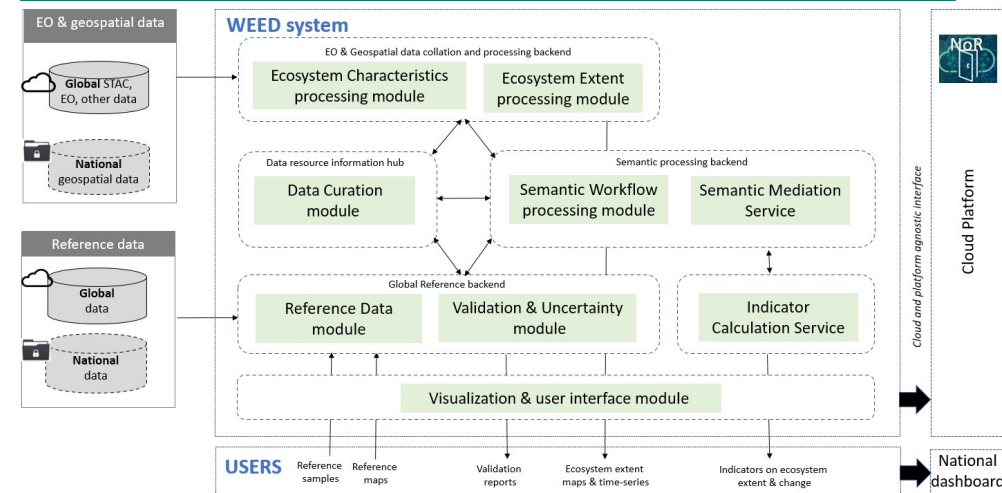 EO & geospatial data
Global STAC,
EO, other data
National
geospatial data
Reference data
Global
data
National
data
WEED system
EO & Geospatial data collation and processing backend
Ecosystem Characteristics
processing module
Ecosystem Extent
processing module
Data resource information hub
Data Curation
module
Semantic processing backend
Semantic Workflow
processing module
Semantic Mediation
Service
Global Reference backend
Reference Data
module
Validation & Uncertainty
module
Indicator
Calculation Service
Visualization & user interface module
USERS
Reference
samples
Reference
maps
Validation
reports
Ecosystem extent
maps & time-series
Indicators on ecosystem
extent & change
Cloud and platform agnostic interface
NoR
Cloud Platform
National
dashboard